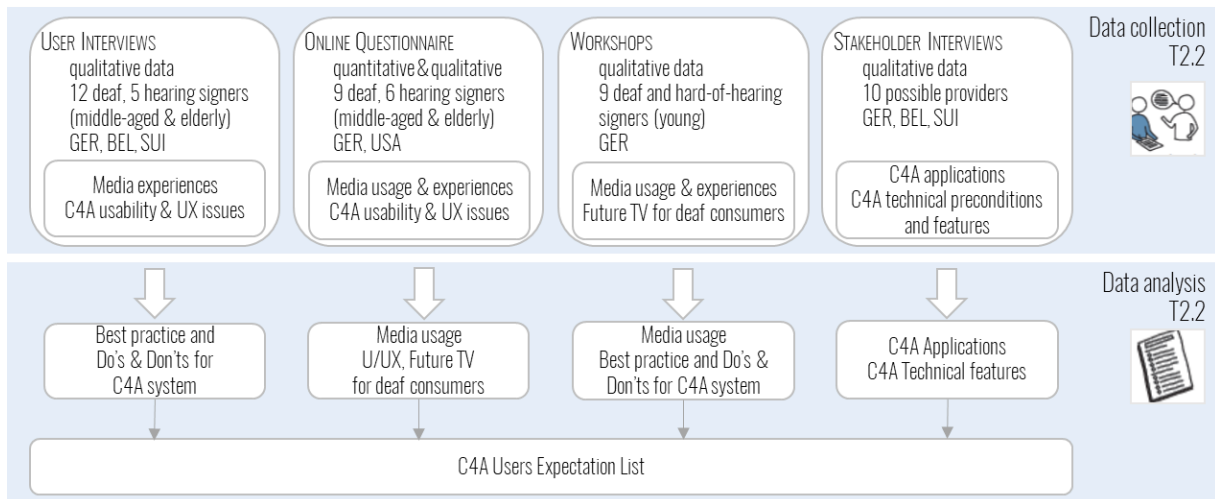 USER INTERVIEWS
qualitative data
12 deaf, 5 hearing signers
(middle-aged & elderly)
GER, BEL, SUI
Media experiences
C4A usability & UX issues
ONLINE QUESTIONNAIRE
quantitative & qualitative
9 deaf, 6 hearing signers
(middle-aged & elderly)
GER, USA
Media usage & experiences
C4A usability & UX issues
WORKSHOPS
qualitative data
9 deaf and hard-of-hearing
signers (young)
GER
Media usage & experiences
Future TV for deaf consumers
STAKEHOLDER INTERVIEWS
qualitative data
10 possible providers
GER, BEL, SUI
C4A applications
C4A technical preconditions
and features
Data collection
T2.2
Best practice and
Do's & Don'ts for
C4A system
Media usage
U/UX, Future TV
for deaf consumers
Media usage
Best practice and Do's &
Don'ts for C4A system
C4A Applications
C4A Technical features
Data analysis
T2.2
C4A Users Expectation List